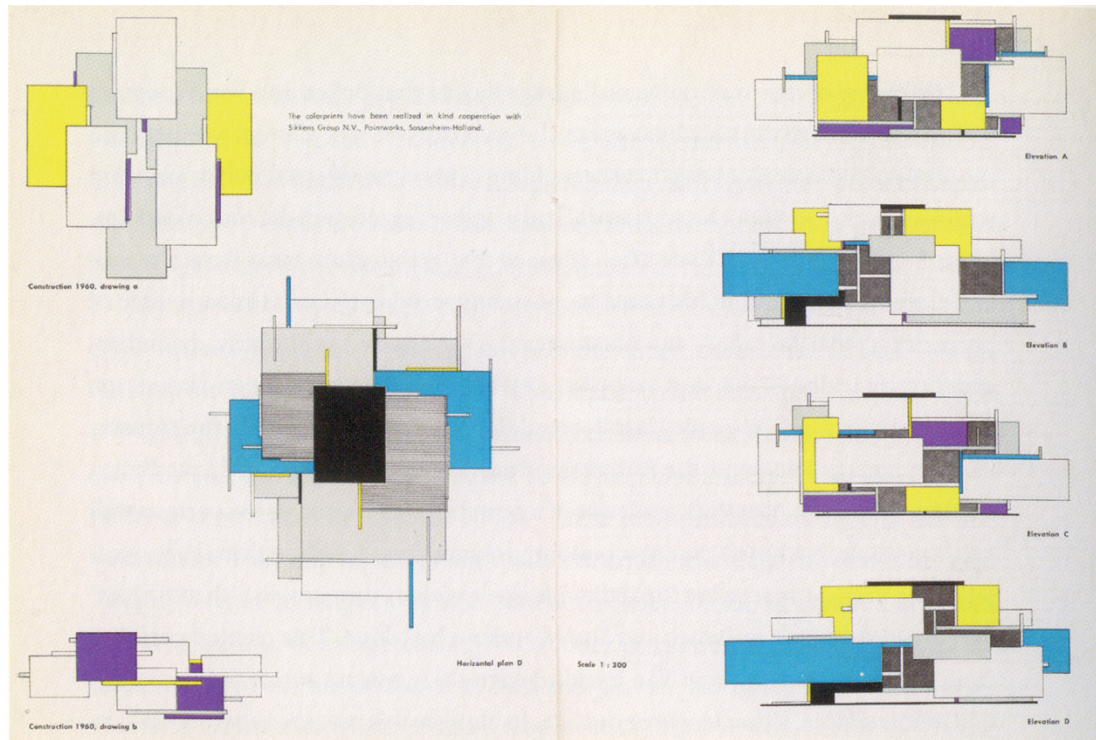 The colorprints have been realized in kind cooperation with
Sikkens Group N.V., Paintworks, Sassenheim-Holland.
Elevation A
Construction 1960, drawing a
Elevation B
Elevation C
Horizontal plan D
Scale 1 : 300
Construction 1960, drawing b
Elevation D